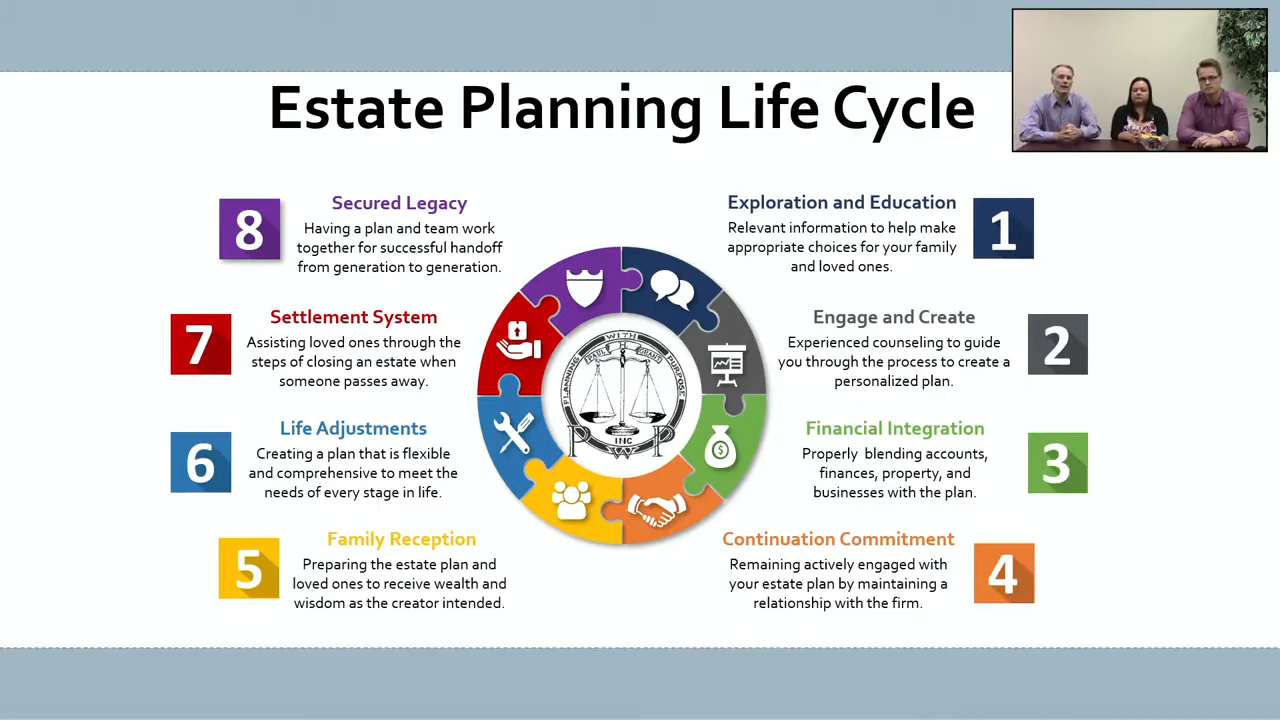 Estate Planning Life Cycle
8
Secured Legacy
Having a plan and team work
together for successful handoff
from generation to generation.
Exploration and Education
Relevant information to help make
appropriate choices for your family
and loved ones.
1
7
Settlement System
Assisting loved ones through the
steps of closing an estate when
someone passes away.
Engage and Create
Experienced counseling to guide
you through the process to create a
personalized plan.
2
6
Life Adjustments
Creating a plan that is flexible
and comprehensive to meet the
needs of every stage in life.
Financial Integration
Properly  blending accounts,
finances, property, and
businesses with the plan.
3
5
Family Reception
Preparing the estate plan and
loved ones to receive wealth and
wisdom as the creator intended.
Continuation Commitment
Remaining actively engaged with
your estate plan by maintaining a
relationship with the firm.
4
PLANNING WITH PURPOSE
INC
PWP
$